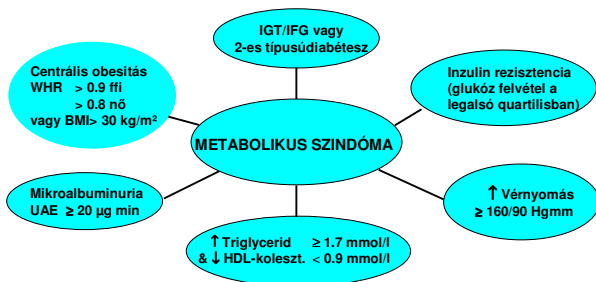 IGT/IFG vagy
2-es típusúdiabétesz
Centrális obesitás
WHR > 0.9 ffi
> 0.8 nő
vagy BMI> 30 kg/m²
Inzulin rezisztencia
(glukóz felvétel a
legalsó quartilisban)
METABOLIKUS SZINDÓMA
Mikroalbuminuria
UAE ≥ 20 µg min
↑ Vérnyomás
≥ 160/90 Hgmm
↑ Triglycerid ≥ 1.7 mmol/l
& ↓ HDL-koleszt. < 0.9 mmol/l